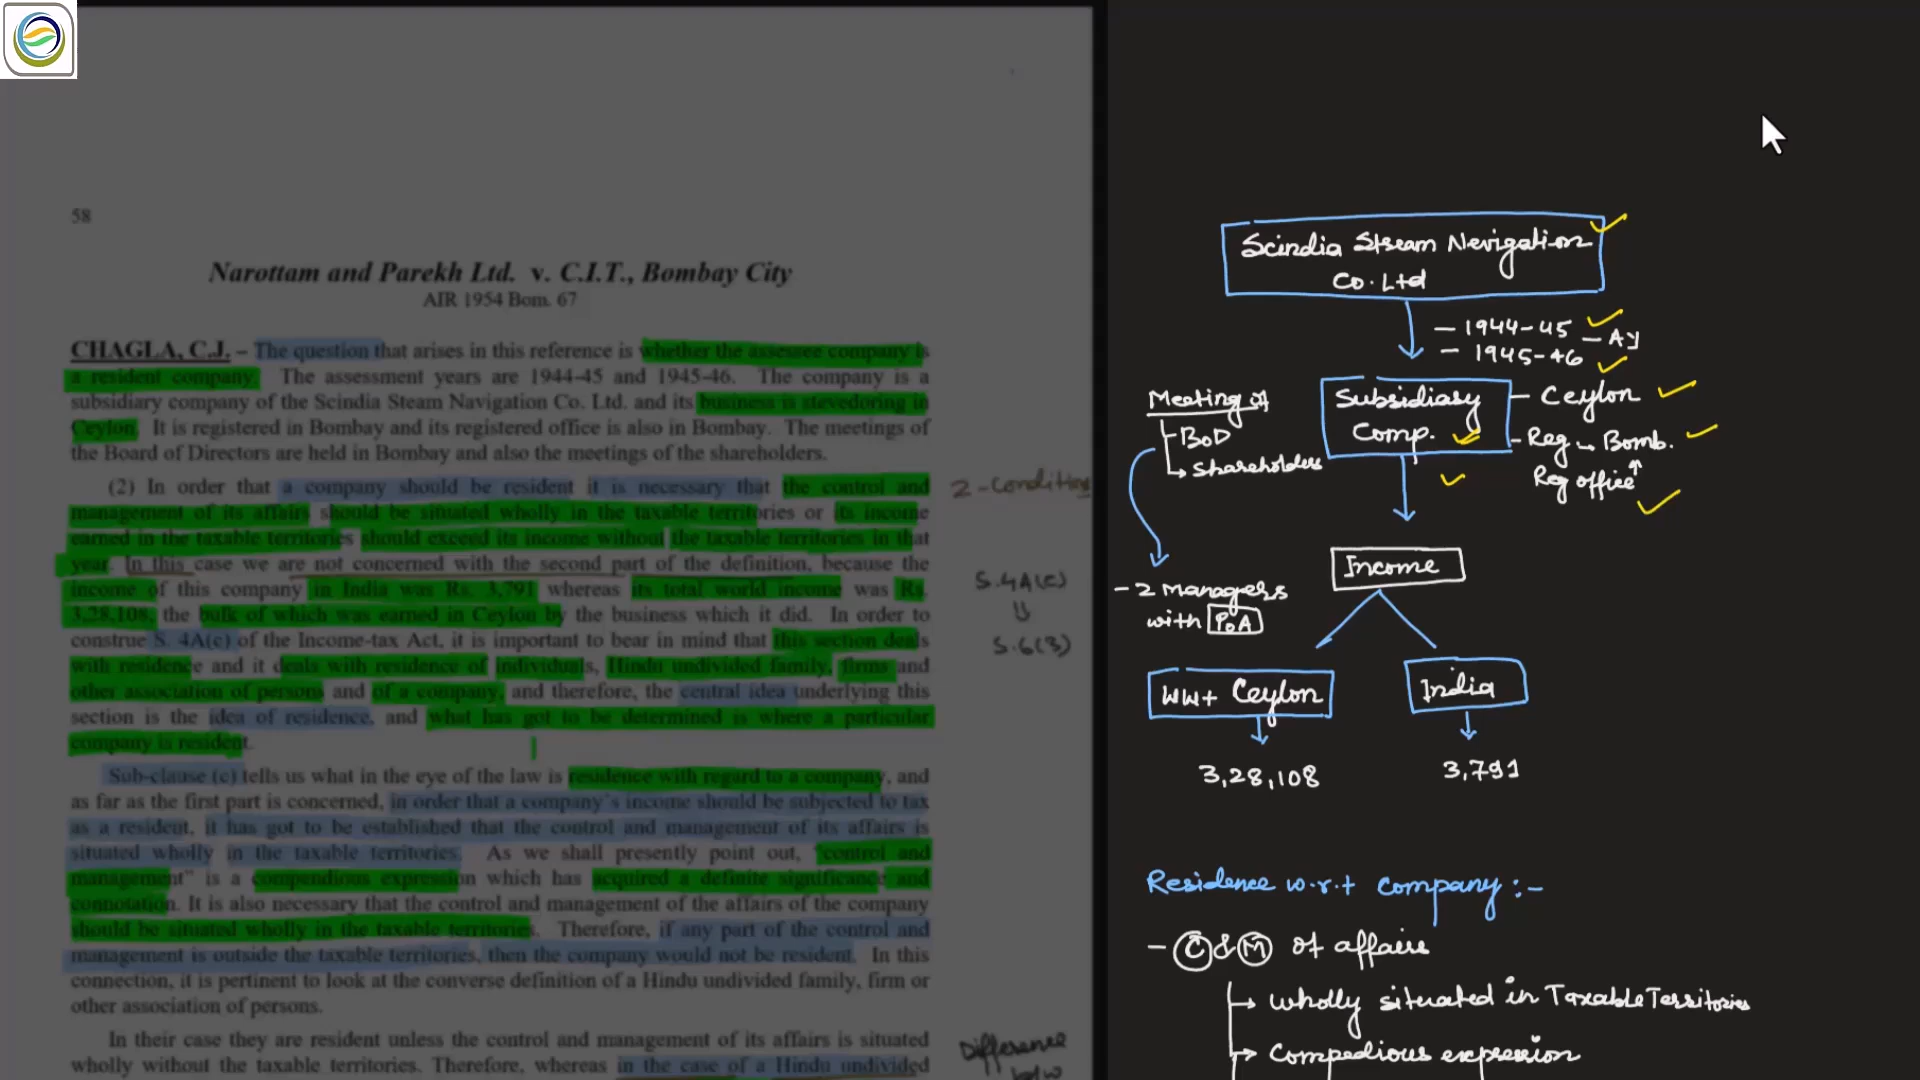 58
Narottam and Parekh Ltd. v. C.I.T., Bombay City
AIR 1954 Bom. 67
CHAGLA, C.J. – The question that arises in this reference is whether the assessee company is
a resident company. The assessment years are 1944-45 and 1945-46. The company is a
subsidiary company of the Scindia Steam Navigation Co. Ltd. and its business is stevedoring in
Ceylon. It is registered in Bombay and its registered office is also in Bombay. The meetings of
the Board of Directors are held in Bombay and also the meetings of the shareholders.
(2) In order that a company should be resident it is necessary that the control and
management of its affairs should be situated wholly in the taxable territories or its income
earned in the taxable territories should exceed its income without the taxable territories in that
year. In this case we are not concerned with the second part of the definition, because the
income of this company in India was Rs. 3,791 whereas its total world income was Rs.
3,28,108, the bulk of which was earned in Ceylon by the business which it did. In order to
construe S. 4A(c) of the Income-tax Act, it is important to bear in mind that this section deals
with residence and it deals with residence of individuals, Hindu undivided family, firms and
other association of persons and of a company, and therefore, the central idea underlying this
section is the idea of residence, and what has got to be determined is where a particular
company is resident.
Sub-clause (c) tells us what in the eye of the law is residence with regard to a company, and
as far as the first part is concerned, in order that a company's income should be subjected to tax
as a resident, it has got to be established that the control and management of its affairs is
situated wholly in the taxable territories. As we shall presently point out, "control and
management" is a compendious expression which has acquired a definite significance and
connotation. It is also necessary that the control and management of the affairs of the company
should be situated wholly in the taxable territories. Therefore, if any part of the control and
management is outside the taxable territories, then the company would not be resident. In this
connection, it is pertinent to look at the converse definition of a Hindu undivided family, firm or
other association of persons.
In their case they are resident unless the control and management of its affairs is situated
wholly without the taxable territories. Therefore, whereas in the case of a Hindu undivided
2-Condition
S.4A(c)
S.6(3)
Difference
b/w
Scindia Stream Nevigation
Co. Ltd
– 1944-45
– 1945-46
– Ay
Meeting of
BoD
Shareholders
Subsidiary
Comp.
– Ceylon
– Reg – Bomb.
Reg office
Income
– 2 Managers
with PoA
WW+ Ceylon
India
3,28,108
3,791
Residence w.r.t company :-
– C & M of affairs
wholly situated in Taxable Territories
Compedious expression